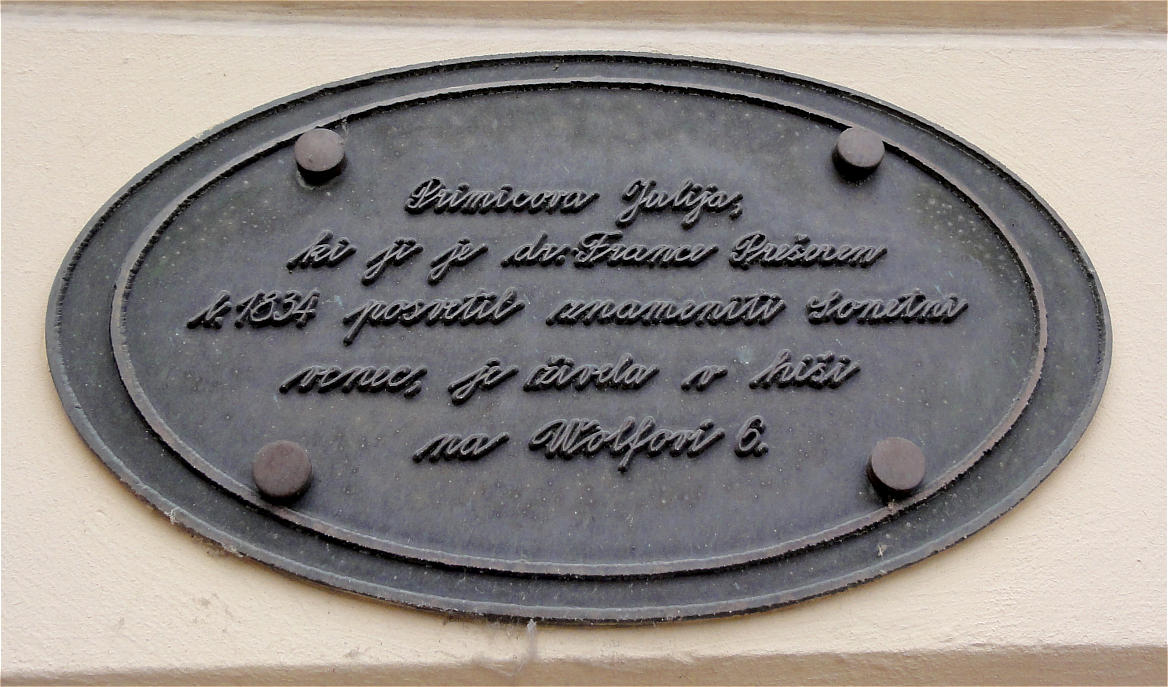 Primicova Julija,
ki ji je dr. France Prešeren
l. 1834 posvetil znameniti Sonetni
venec, je živela v hiši
na Wolfovi 6.